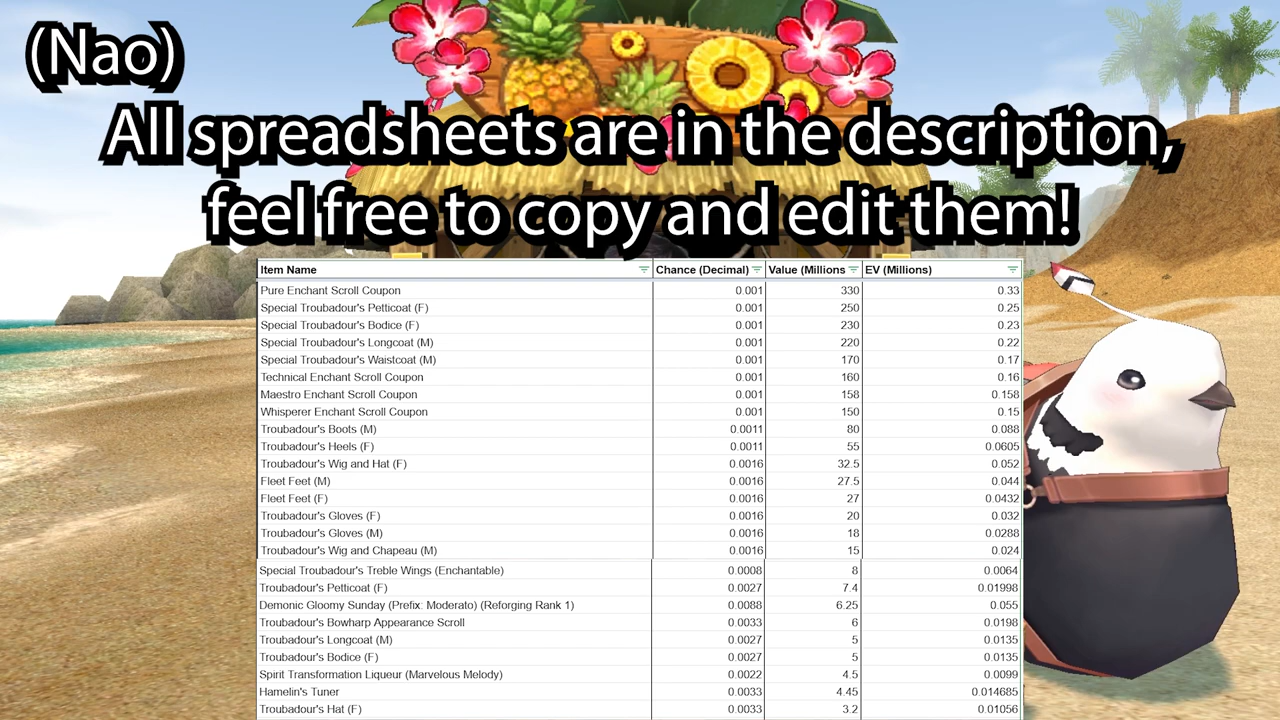 (Nao)
All spreadsheets are in the description,
feel free to copy and edit them!
Item Name Chance (Decimal) Value (Millions EV (Millions)
Pure Enchant Scroll Coupon 0.001 330 0.33
Special Troubadour's Petticoat (F) 0.001 250 0.25
Special Troubadour's Bodice (F) 0.001 230 0.23
Special Troubadour's Longcoat (M) 0.001 220 0.22
Special Troubadour's Waistcoat (M) 0.001 170 0.17
Technical Enchant Scroll Coupon 0.001 160 0.16
Maestro Enchant Scroll Coupon 0.001 158 0.158
Whisperer Enchant Scroll Coupon 0.001 150 0.15
Troubadour's Boots (M) 0.0011 80 0.088
Troubadour's Heels (F) 0.0011 55 0.0605
Troubadour's Wig and Hat (F) 0.0016 32.5 0.052
Fleet Feet (M) 0.0016 27.5 0.044
Fleet Feet (F) 0.0016 27 0.0432
Troubadour's Gloves (F) 0.0016 20 0.032
Troubadour's Gloves (M) 0.0016 18 0.0288
Troubadour's Wig and Chapeau (M) 0.0016 15 0.024
Special Troubadour's Treble Wings (Enchantable) 0.0008 8 0.0064
Troubadour's Petticoat (F) 0.0027 7.4 0.01998
Demonic Gloomy Sunday (Prefix: Moderato) (Reforging Rank 1) 0.0088 6.25 0.055
Troubadour's Bowharp Appearance Scroll 0.0033 6 0.0198
Troubadour's Longcoat (M) 0.0027 5 0.0135
Troubadour's Bodice (F) 0.0027 5 0.0135
Spirit Transformation Liqueur (Marvelous Melody) 0.0022 4.5 0.0099
Hamelin's Tuner 0.0033 4.45 0.014685
Troubadour's Hat (F) 0.0033 3.2 0.01056